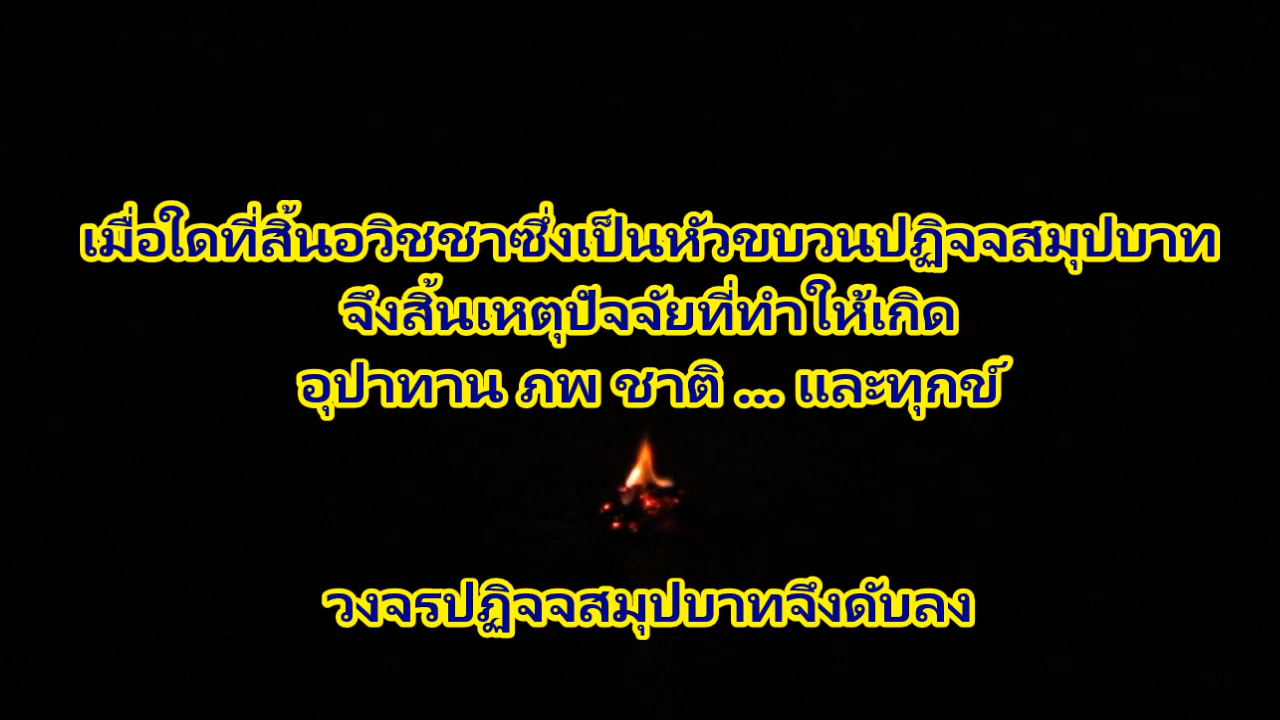 เมื่อใดที่สิ้นอวิชชาซึ่งเป็นหัวขบวนปฏิจจสมุปบาท
จึงสิ้นเหตุปัจจัยที่ทำให้เกิด
อุปาทาน ภพ ชาติ ... และทุกข์
วงจรปฏิจจสมุปบาทจึงดับลง